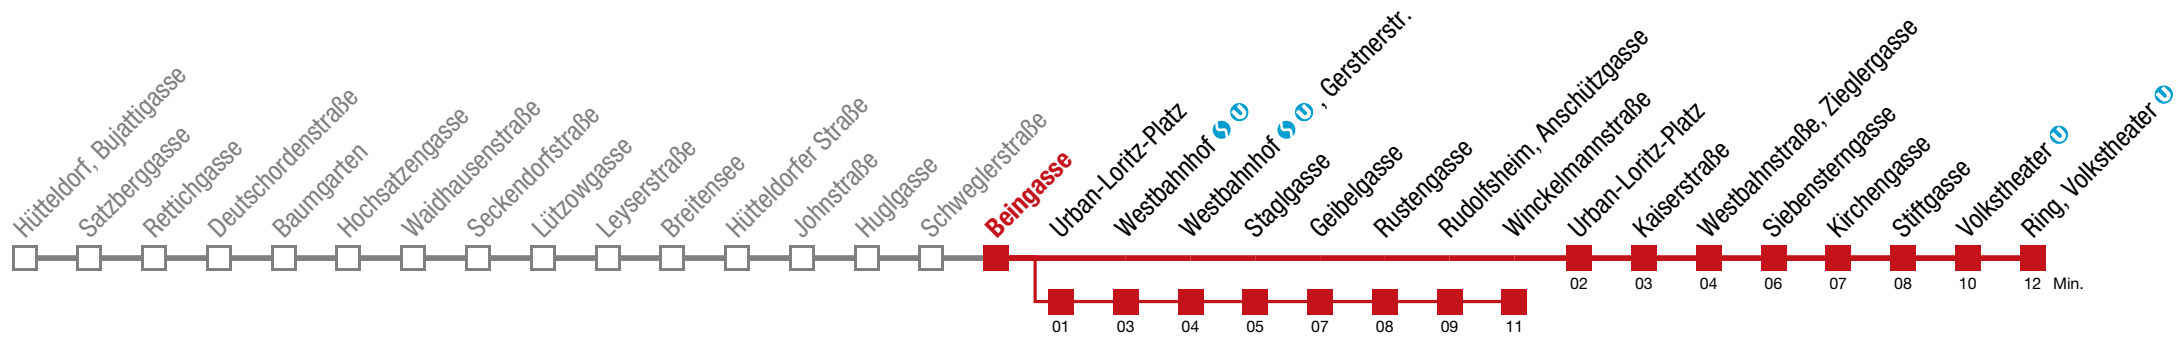 Hütteldorf, Bujattigasse
Satzberggasse
Rettichgasse
Deutschordenstraße
Baumgarten
Hochsatzengasse
Waidhausenstraße
Seckendorfstraße
Lützowgasse
Leyserstraße
Breitensee
Hütteldorfer Straße
Johnstraße
Huglgasse
Schweglerstraße
Beingasse
Urban-Loritz-Platz
Westbahnhof S U
Westbahnhof S U , Gerstnerstr.
Staglgasse
Geibelgasse
Rustengasse
Rudolfsheim, Anschützgasse
Winckelmannstraße
Urban-Loritz-Platz
Kaiserstraße
Westbahnstraße, Zieglergasse
Siebensterngasse
Kirchengasse
Stiftgasse
Volkstheater U
Ring, Volkstheater U
02 03 04 06 07 08 10 12 Min.
01 03 04 05 07 08 09 11